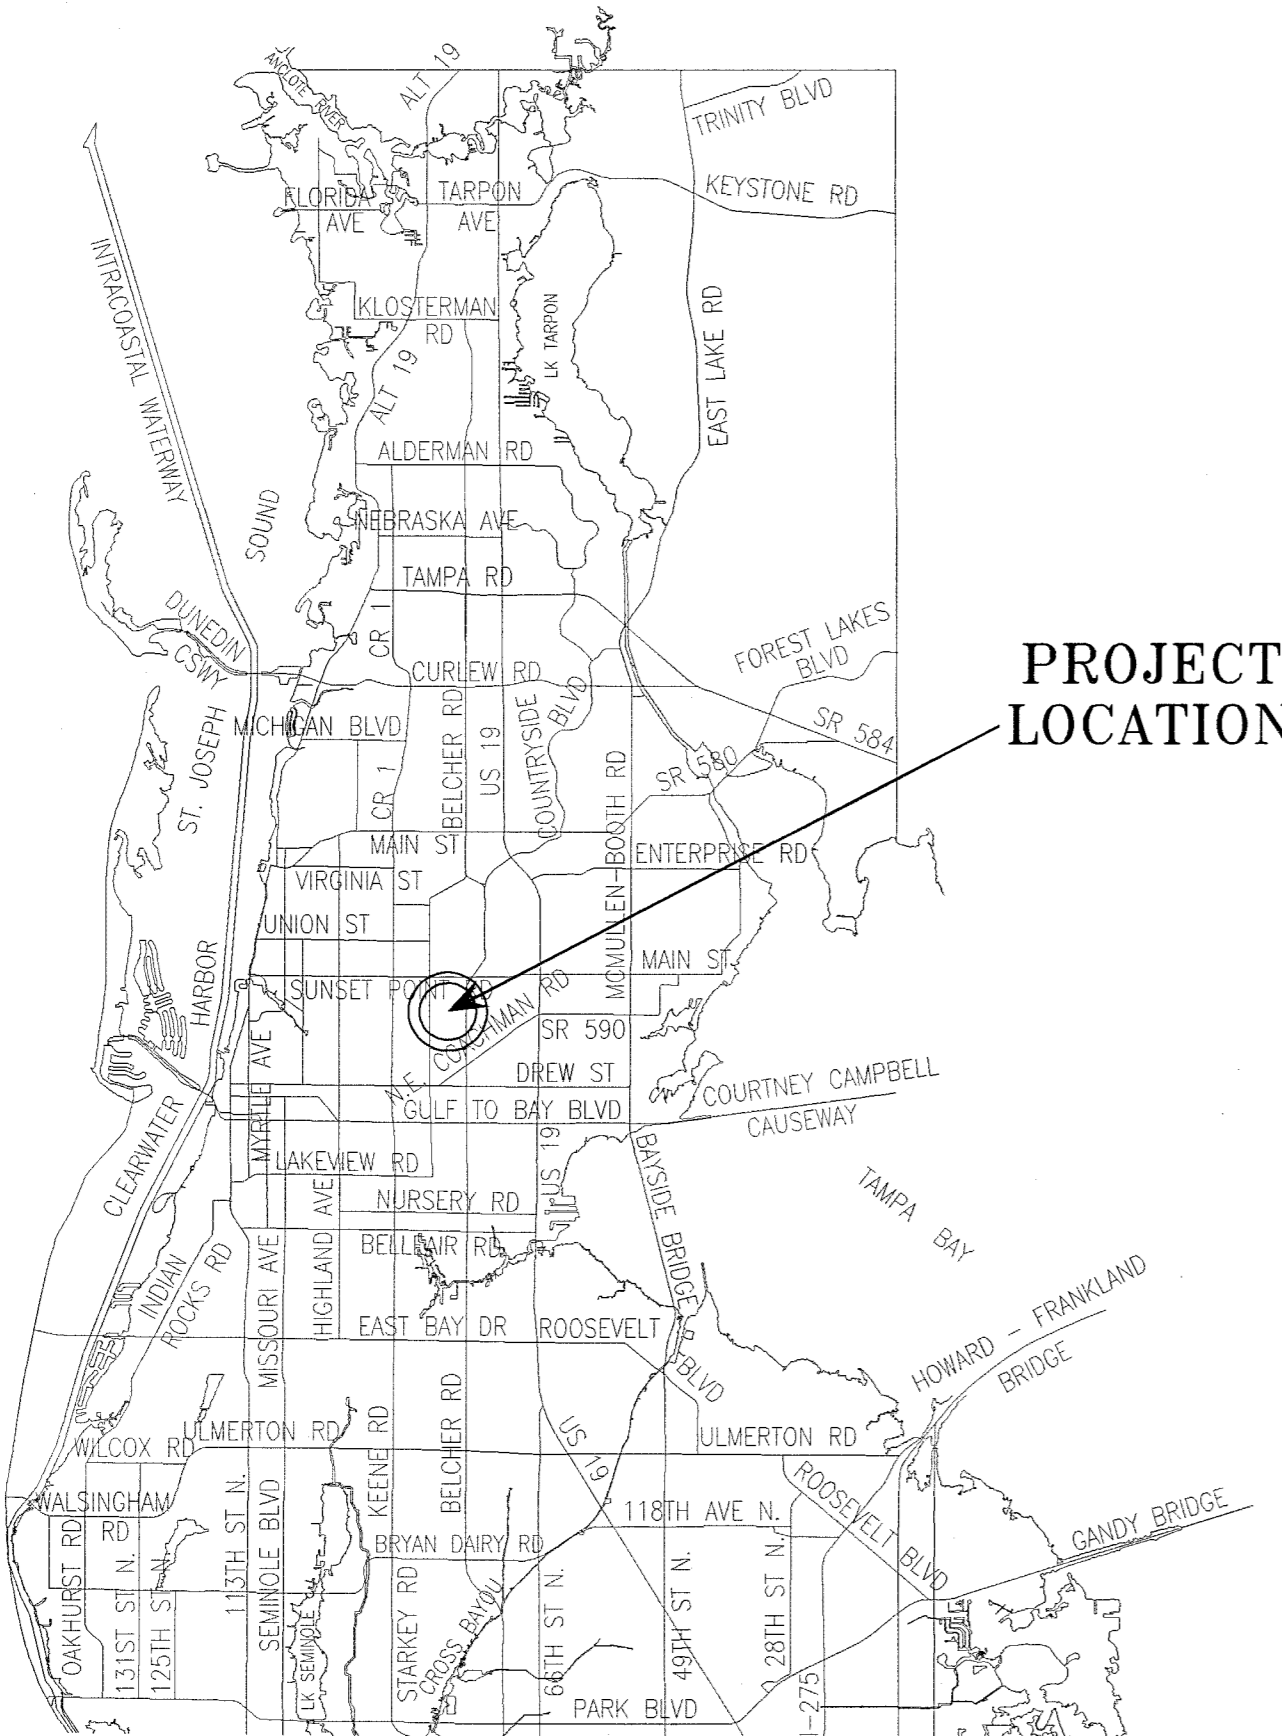 ANCLOTE RIVER
ALT 19
TRINITY BLVD
FLORIDA
AVE
TARPON
AVE
KEYSTONE RD
INTRACOASTAL WATERWAY
KLOSTERMAN
RD
LK TARPON
EAST LAKE RD
ALT 19
ALDERMAN RD
SOUND
NEBRASKA AVE
TAMPA RD
DUNEDIN
CSWY
CR 1
FOREST LAKES
BLVD
PROJECT
LOCATION
CURLEW RD
ST. JOSEPH
MICHIGAN BLVD
BELCHER RD
US 19
COUNTRYSIDE
BLVD
SR 584
SR 580
CR 1
MCMULLEN-BOOTH RD
MAIN ST
ENTERPRISE RD
VIRGINIA ST
UNION ST
HARBOR
MAIN ST
SUNSET POINT RD
N.E. COACHMAN RD
SR 590
MYRTLE AVE
DREW ST
COURTNEY CAMPBELL
CAUSEWAY
GULF TO BAY BLVD
CLEARWATER
LAKEVIEW RD
US 19
BAYSIDE BRIDGE
TAMPA BAY
NURSERY RD
HIGHLAND AVE
BELLEAIR RD
INDIAN
ROCKS RD
MISSOURI AVE
EAST BAY DR
ROOSEVELT
BLVD
HOWARD - FRANKLAND
BRIDGE
WILCOX RD
ULMERTON RD
KEENE RD
BELCHER RD
US 19
ULMERTON RD
WALSINGHAM
RD
113TH ST N.
SEMINOLE BLVD
118TH AVE N.
ROOSEVELT BLVD
GANDY BRIDGE
BRYAN DAIRY RD
OAKHURST RD
131ST ST N.
125TH ST N.
LK SEMINOLE
STARKEY RD
CROSS BAYOU
66TH ST N.
49TH ST N.
28TH ST N.
I-275
PARK BLVD